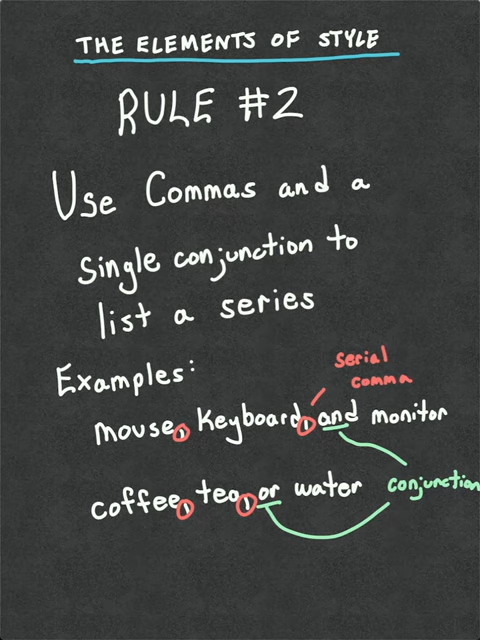 THE ELEMENTS OF STYLE
RULE #2
Use Commas and a
single conjunction to
list a series
Examples:
serial
comma
mouse, keyboard, and monitor
coffee, tea, or water
conjunction